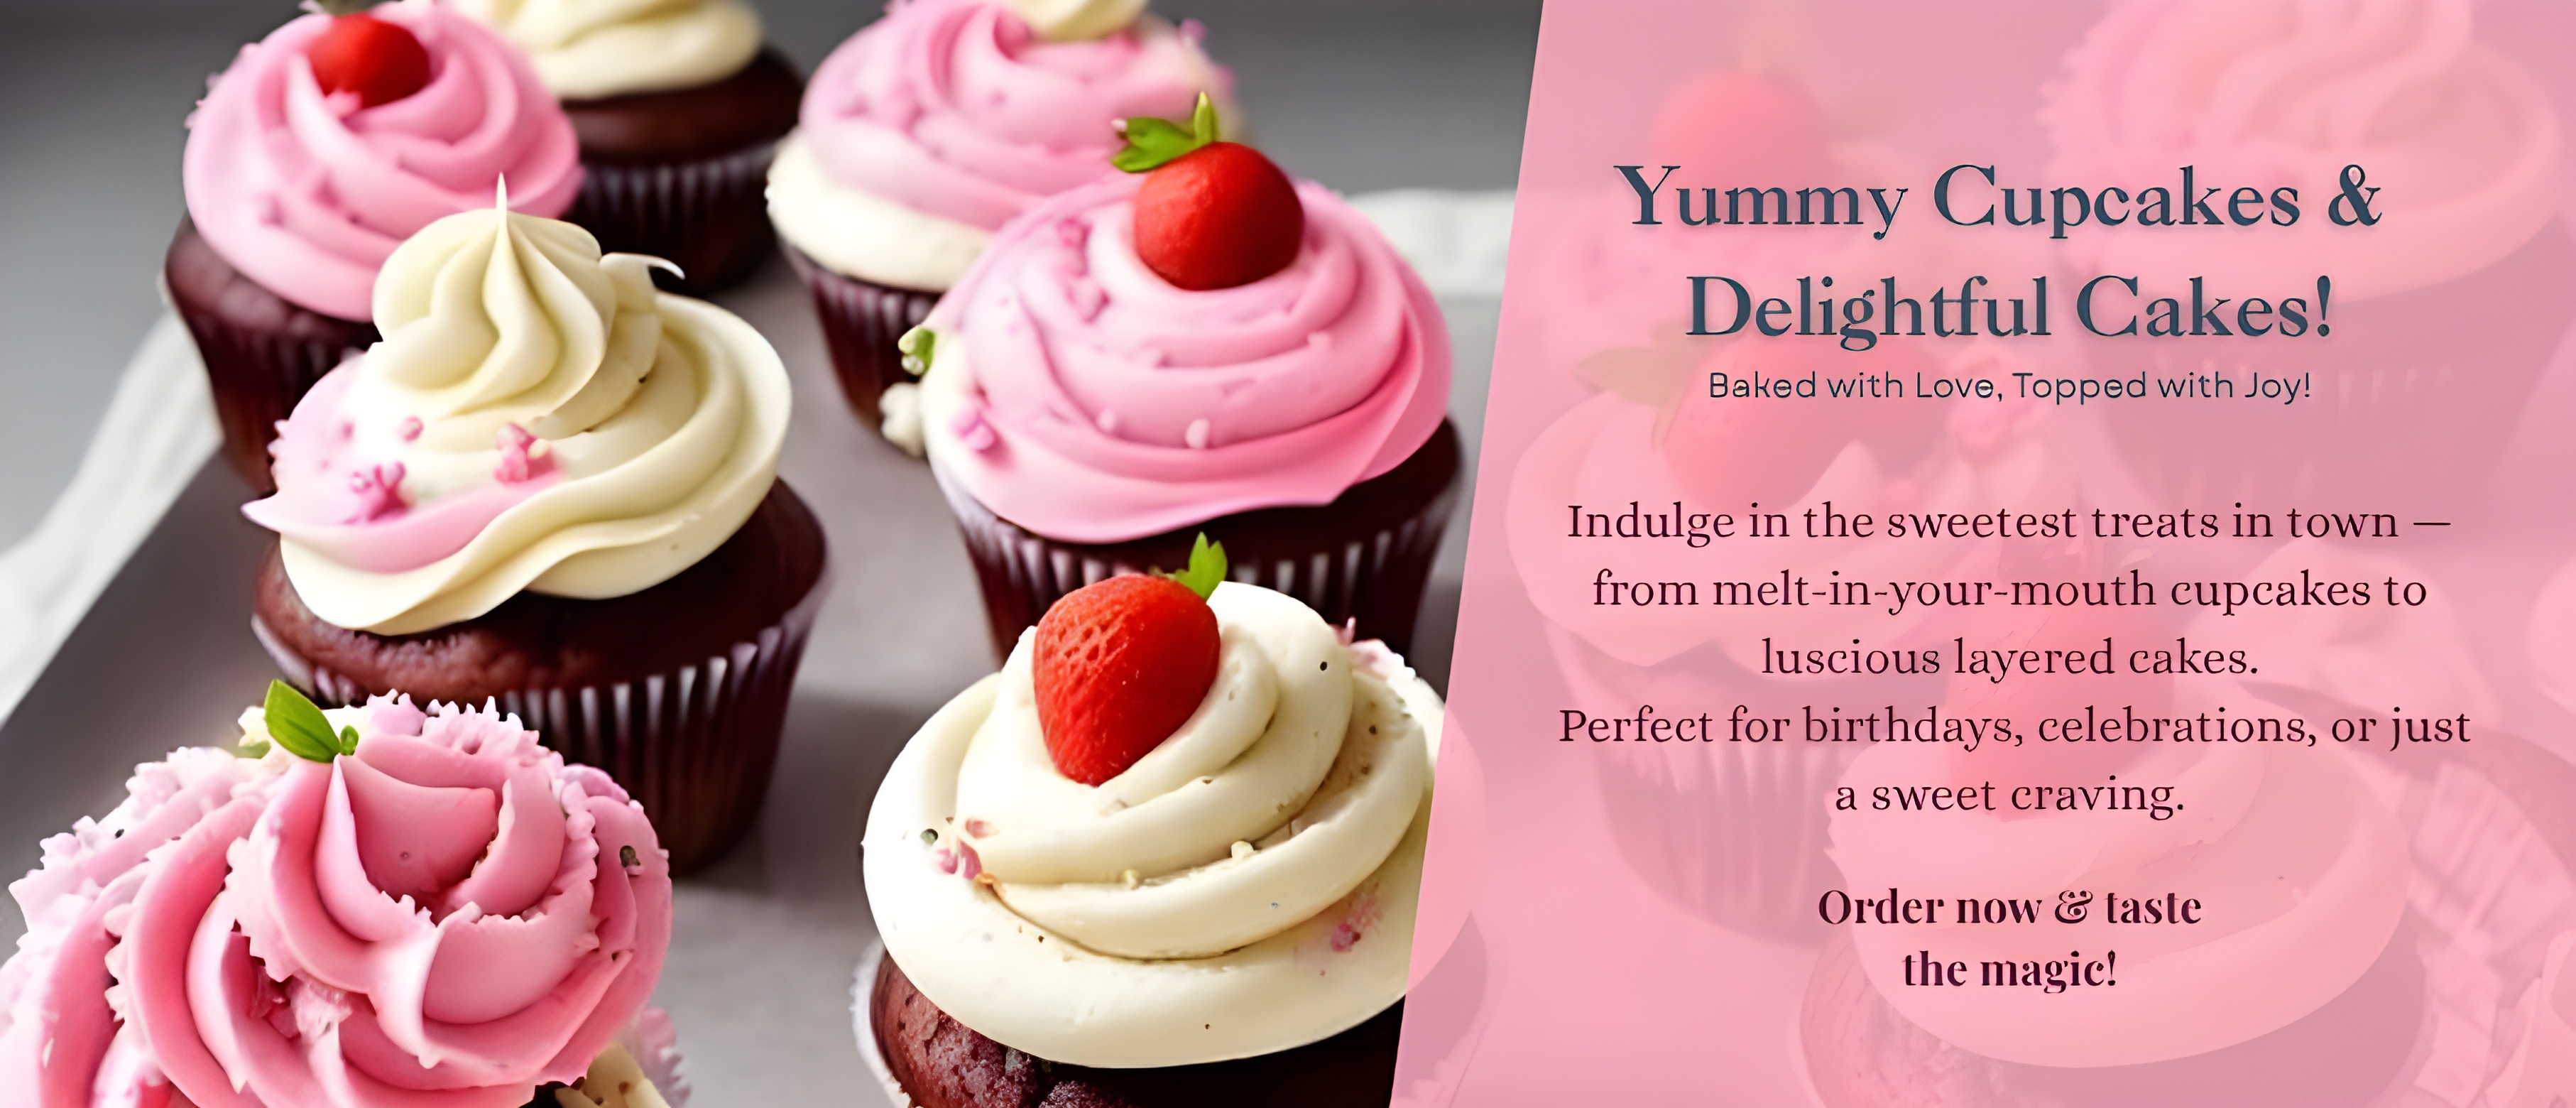 Yummy Cupcakes &
Delightful Cakes!
Baked with Love, Topped with Joy!
Indulge in the sweetest treats in town —
from melt-in-your-mouth cupcakes to
luscious layered cakes.
Perfect for birthdays, celebrations, or just
a sweet craving.
Order now & taste
the magic!